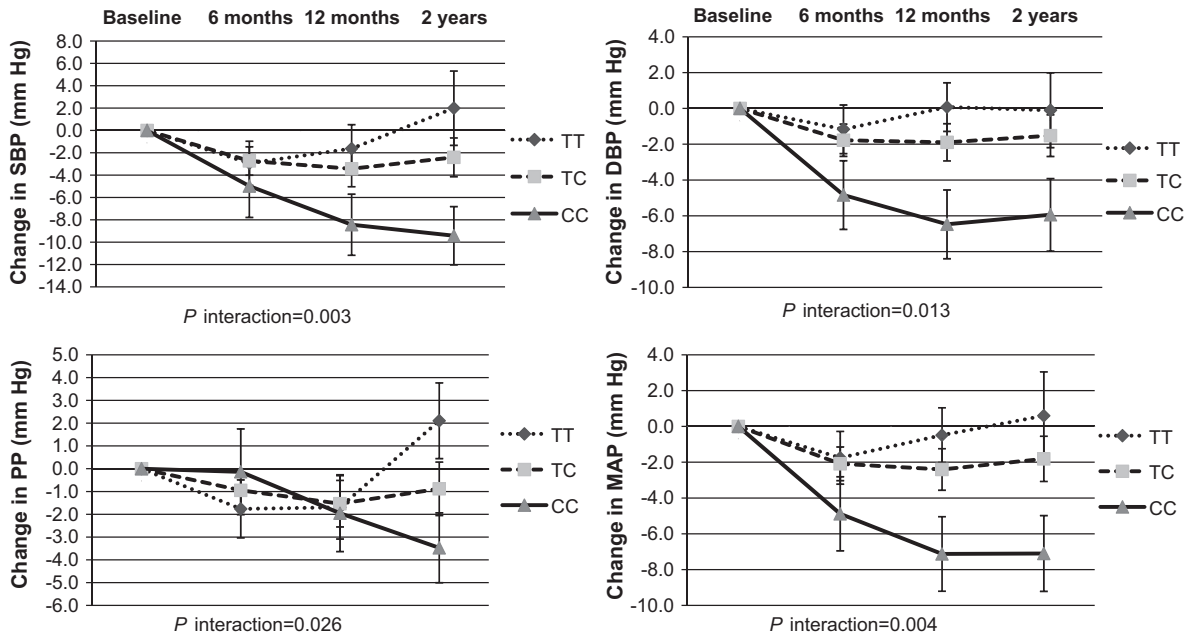 Baseline 6 months 12 months 2 years
Change in SBP (mm Hg)
8.0
6.0
4.0
2.0
0.0
-2.0
-4.0
-6.0
-8.0
-10.0
-12.0
-14.0
TT
TC
CC
P interaction=0.003
Baseline 6 months 12 months 2 years
Change in DBP (mm Hg)
4.0
2.0
0.0
-2.0
-4.0
-6.0
-8.0
-10.0
TT
TC
CC
P interaction=0.013
Change in PP (mm Hg)
5.0
4.0
3.0
2.0
1.0
0.0
-1.0
-2.0
-3.0
-4.0
-5.0
-6.0
TT
TC
CC
P interaction=0.026
Change in MAP (mm Hg)
4.0
2.0
0.0
-2.0
-4.0
-6.0
-8.0
-10.0
TT
TC
CC
P interaction=0.004